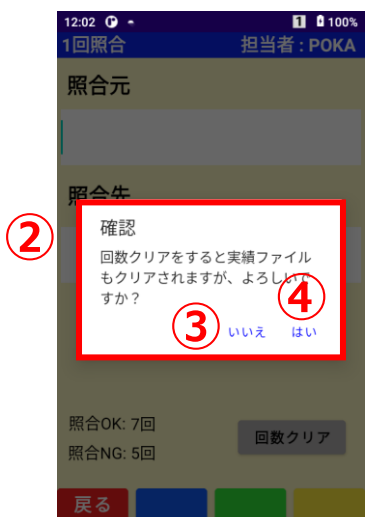 12:02 1 100%
1回照合 担当者 : POKA
照合元
照合先
②
確認
回数クリアをすると実績ファイル
もクリアされますが、よろしいで
すか？
④
③ いいえ はい
照合OK: 7回
回数クリア
照合NG: 5回
戻る